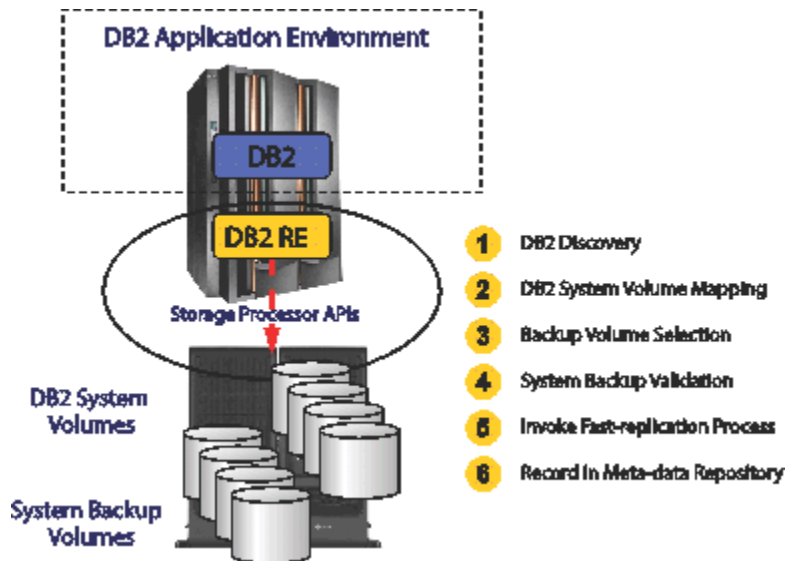 DB2 Application Environment
DB2
DB2 RE
Storage Processor APIs
DB2 System
Volumes
System Backup
Volumes
1 DB2 Discovery
2 DB2 System Volume Mapping
3 Backup Volume Selection
4 System Backup Validation
5 Invoke Fast-replication Process
6 Record in Meta-data Repository